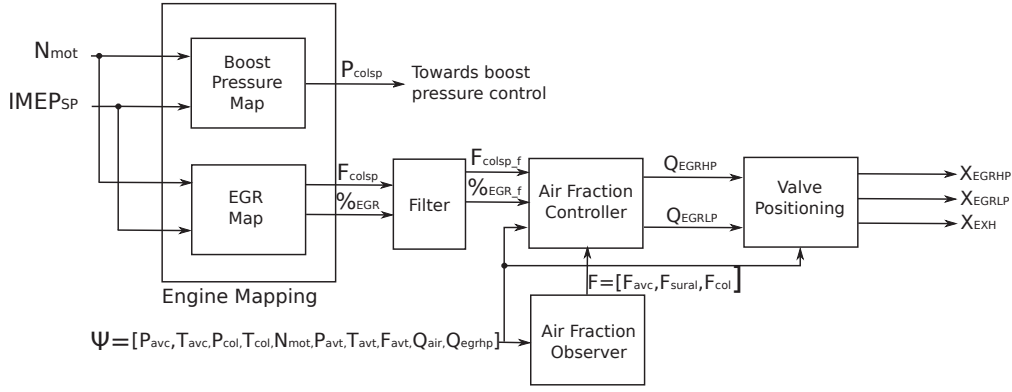 Nmot
IMEPSP
Boost
Pressure
Map
Pcolsp
Towards boost
pressure control
EGR
Map
Fcolsp
%EGR
Engine Mapping
Filter
Fcolsp_f
%EGR_f
Air Fraction
Controller
QEGRHP
QEGRLP
Valve
Positioning
XEGRHP
XEGRLP
XEXH
F=[Favc,Fsural,Fcol]
Ψ=[Pavc,Tavc,Pcol,Tcol,Nmot,Pavt,Tavt,Favt,Qair,Qegrhp]
Air Fraction
Observer